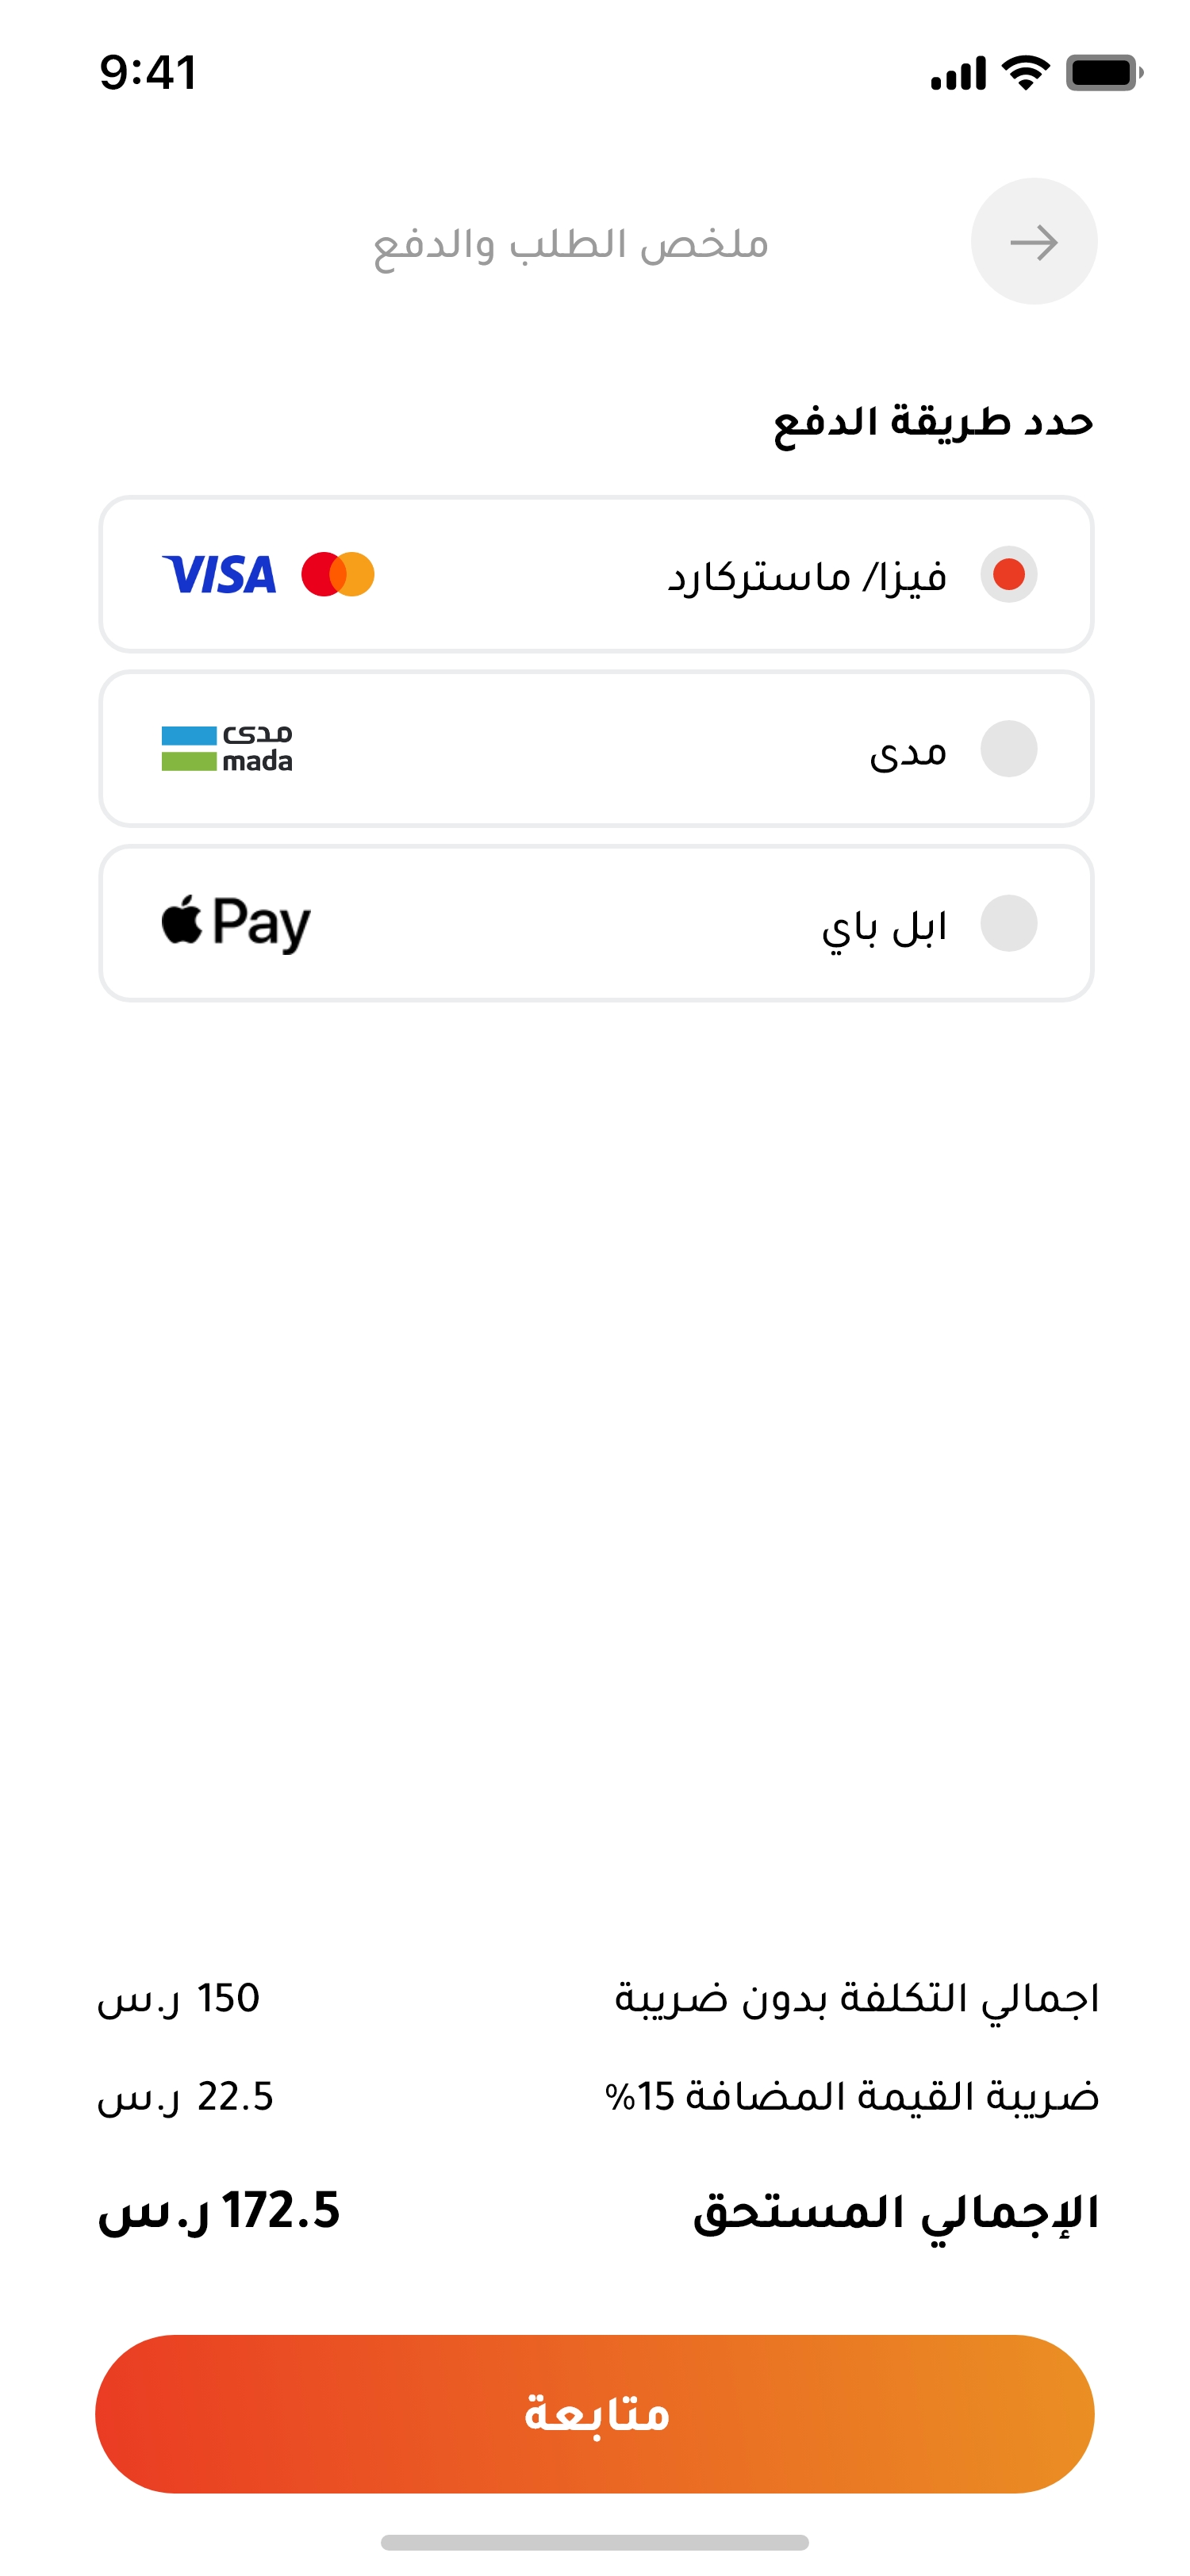 9:41
ملخص الطلب والدفع
حدد طريقة الدفع
فيزا/ ماستركارد VISA
مدى مدى
mada
ابل باي Pay
اجمالي التكلفة بدون ضريبة 150 ر.س
ضريبة القيمة المضافة 15% 22.5 ر.س
الإجمالي المستحق 172.5 ر.س
متابعة